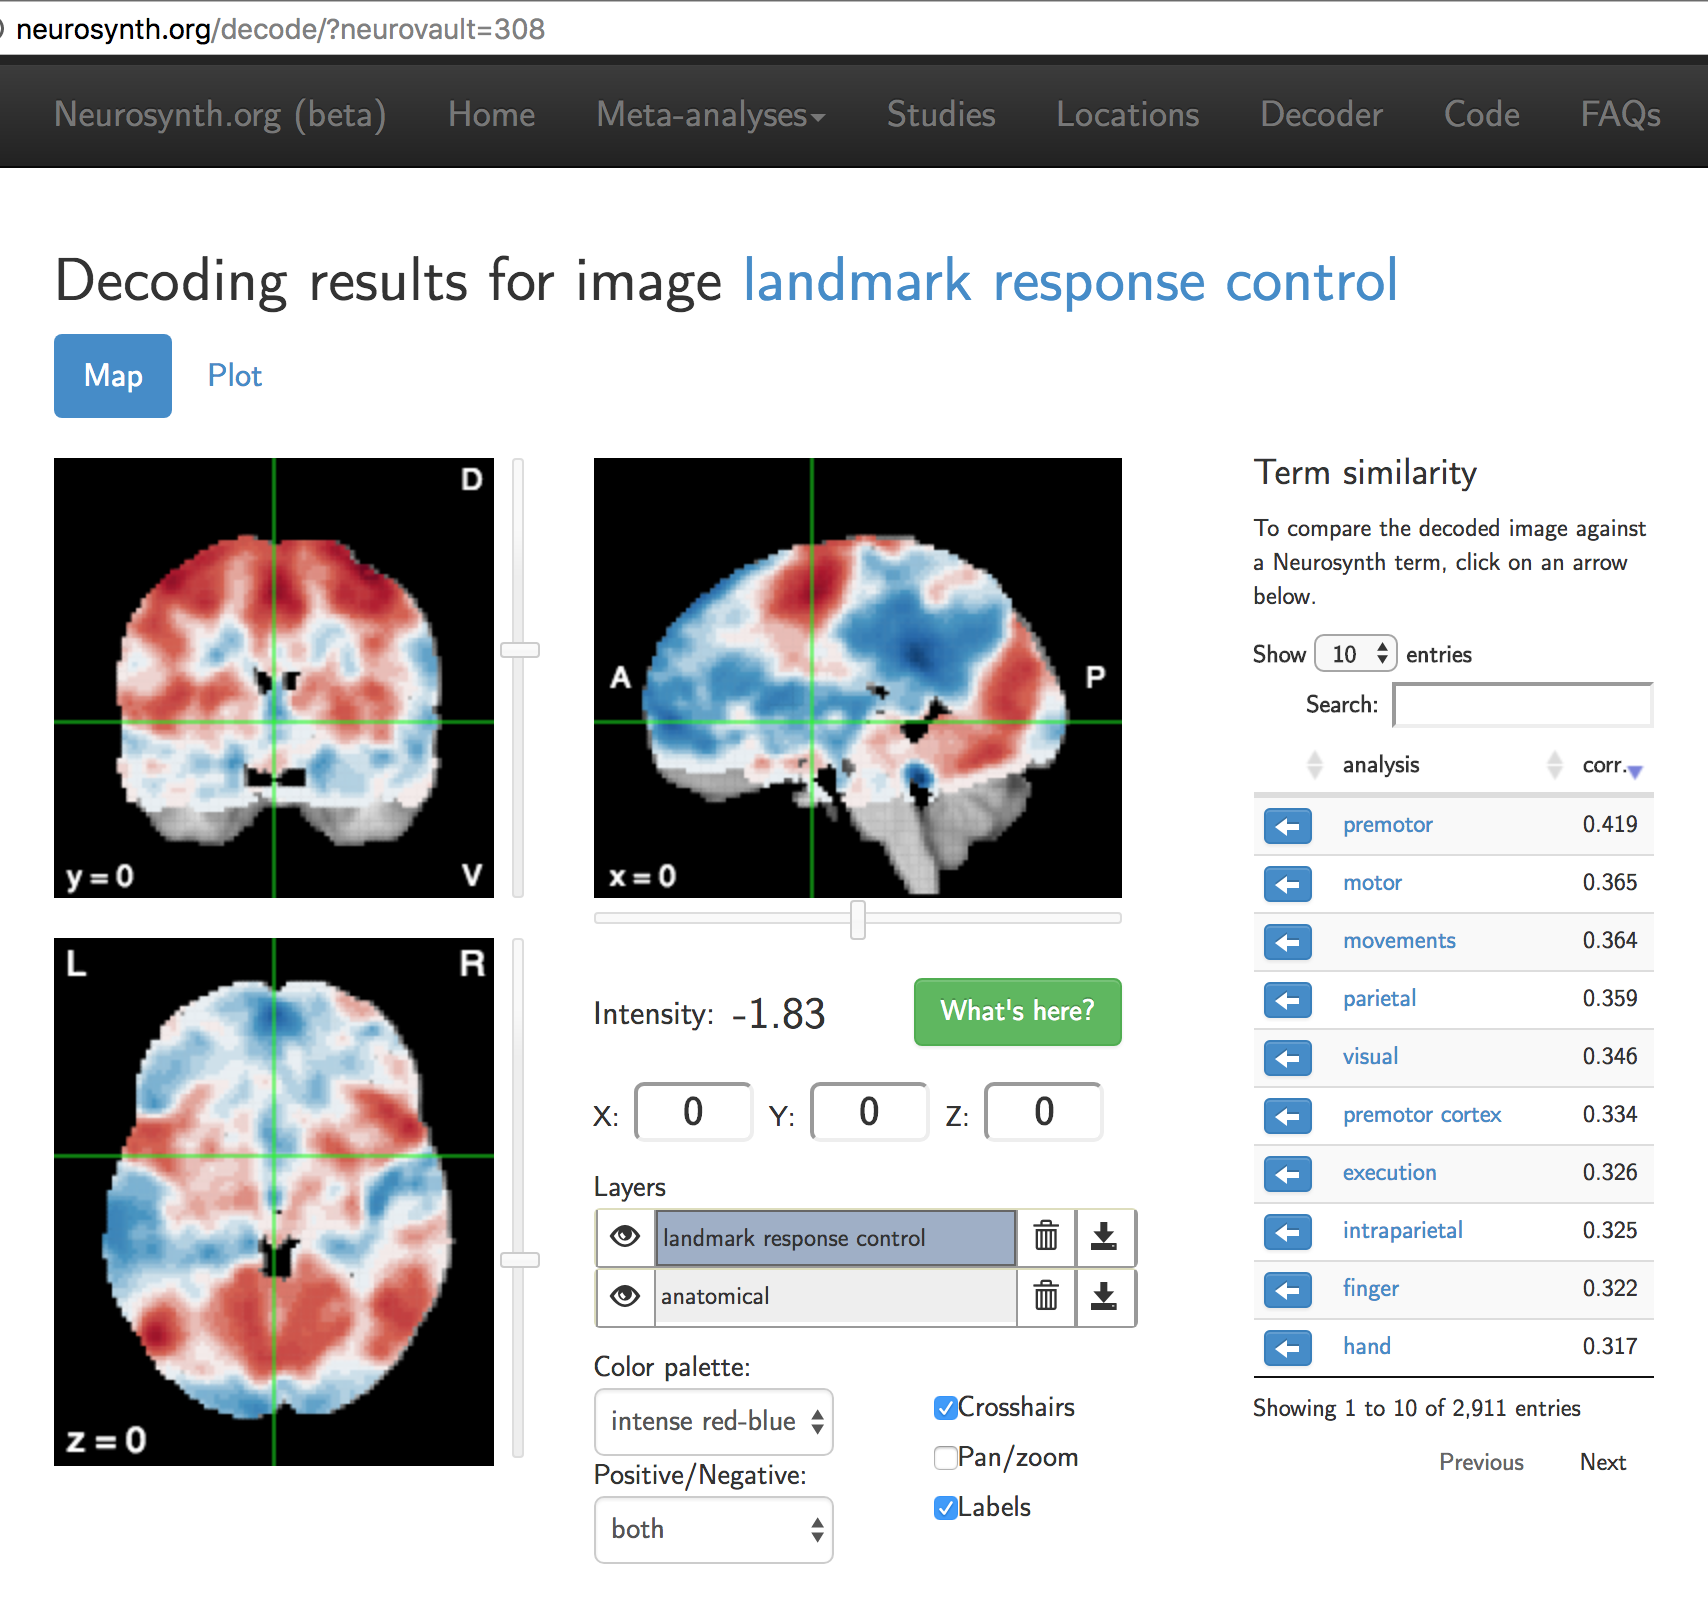 neurosynth.org/decode/?neurovault=308
Neurosynth.org (beta) Home Meta-analyses Studies Locations Decoder Code FAQs
Decoding results for image landmark response control
Map Plot
D
y = 0 V
A P
x = 0
L R
z = 0
Intensity: -1.83 What's here?
X: 0 Y: 0 Z: 0
Layers
landmark response control
anatomical
Color palette:
intense red-blue
Positive/Negative:
both
Crosshairs
Pan/zoom
Labels
Term similarity
To compare the decoded image against
a Neurosynth term, click on an arrow
below.
Show 10 entries
Search:
analysis corr.
premotor 0.419
motor 0.365
movements 0.364
parietal 0.359
visual 0.346
premotor cortex 0.334
execution 0.326
intraparietal 0.325
finger 0.322
hand 0.317
Showing 1 to 10 of 2,911 entries
Previous Next